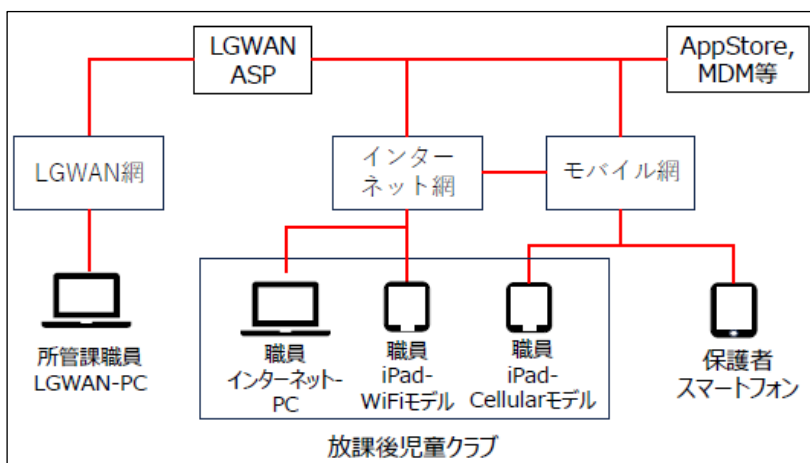 LGWAN
ASP
AppStore,
MDM等
LGWAN網
インター
ネット網
モバイル網
所管課職員
LGWAN-PC
職員
インターネット-
PC
職員
iPad-
WiFiモデル
職員
iPad-
Cellularモデル
保護者
スマートフォン
放課後児童クラブ